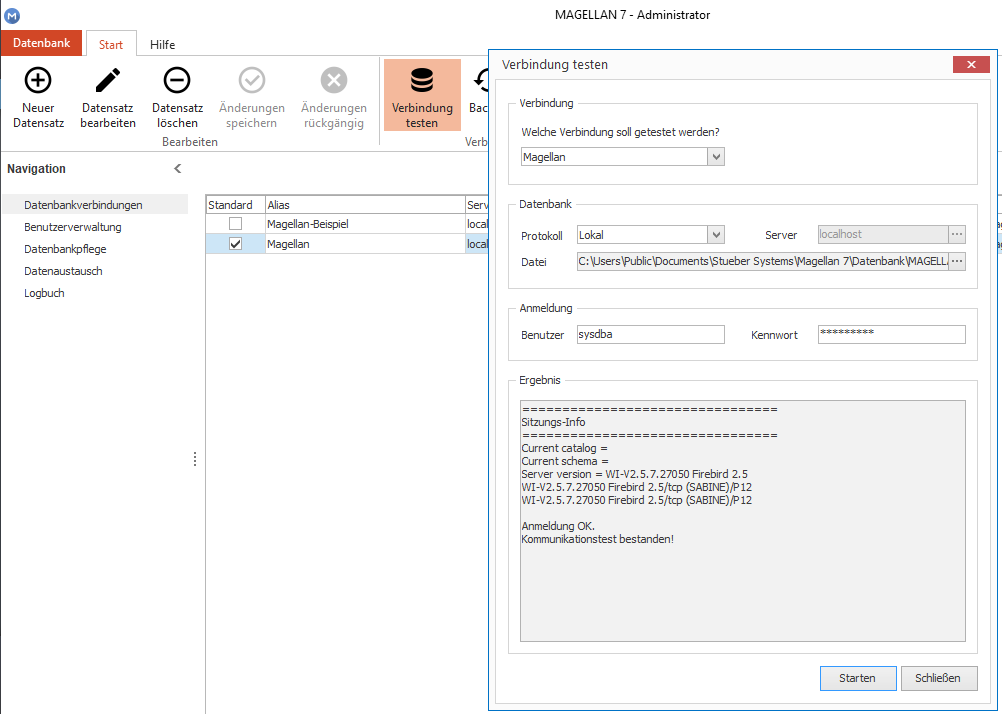 M
MAGELLAN 7 - Administrator
Datenbank
Start
Hilfe
Neuer
Datensatz
Datensatz
bearbeiten
Datensatz
löschen
Änderungen
speichern
Änderungen
rückgängig
Verbindung
testen
Bac
Bearbeiten
Verb
Navigation
Datenbankverbindungen
Benutzerverwaltung
Datenbankpflege
Datenaustausch
Logbuch
Standard
Alias
Serv
Magellan-Beispiel
local
Magellan
local
Verbindung testen
Verbindung
Welche Verbindung soll getestet werden?
Magellan
Datenbank
Protokoll
Lokal
Server
localhost
Datei
C:\Users\Public\Documents\Stueber Systems\Magellan 7\Datenbank\MAGELLA
Anmeldung
Benutzer
sysdba
Kennwort
*********
Ergebnis
================================
Sitzungs-Info
================================
Current catalog =
Current schema =
Server version = WI-V2.5.7.27050 Firebird 2.5
WI-V2.5.7.27050 Firebird 2.5/tcp (SABINE)/P12
WI-V2.5.7.27050 Firebird 2.5/tcp (SABINE)/P12
Anmeldung OK.
Kommunikationstest bestanden!
Starten
Schließen